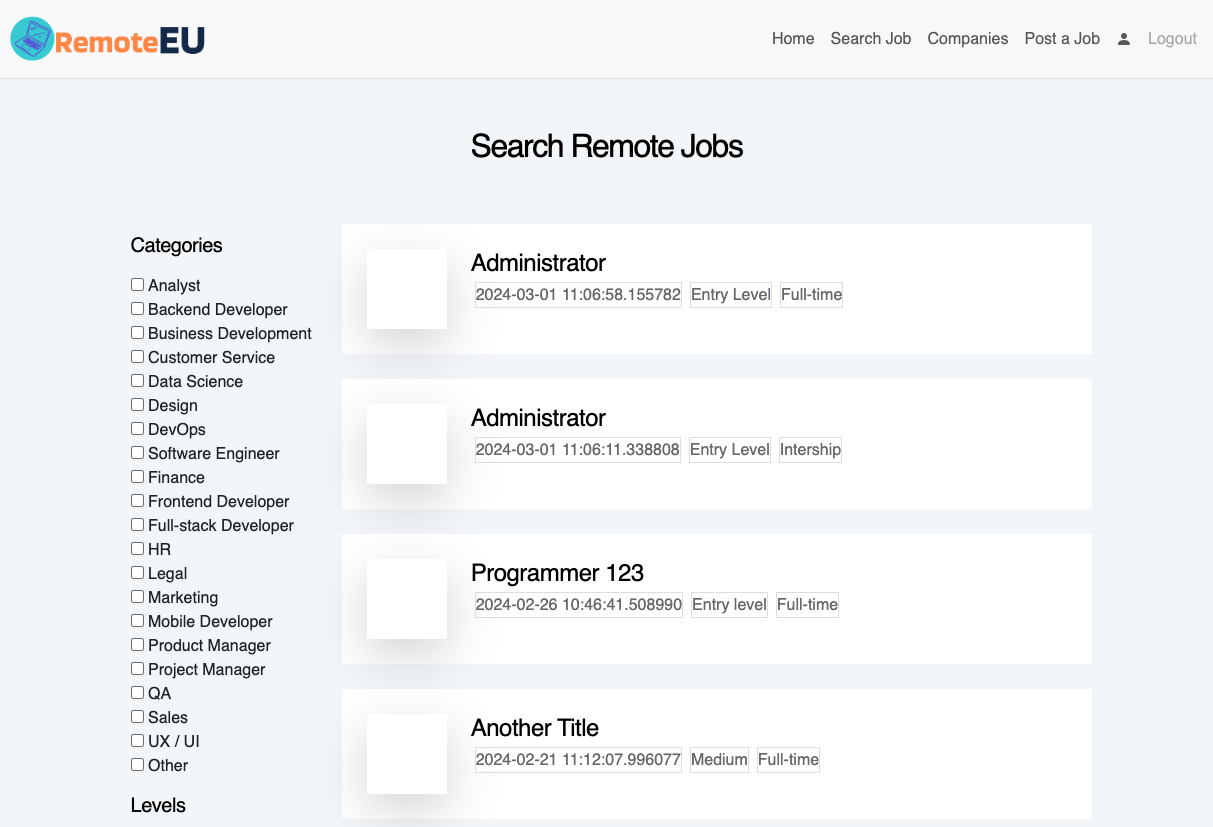 RemoteEU
Home Search Job Companies Post a Job Logout
Search Remote Jobs
Categories
Analyst
Backend Developer
Business Development
Customer Service
Data Science
Design
DevOps
Software Engineer
Finance
Frontend Developer
Full-stack Developer
HR
Legal
Marketing
Mobile Developer
Product Manager
Project Manager
QA
Sales
UX / UI
Other
Levels
Administrator
2024-03-01 11:06:58.155782 Entry Level Full-time
Administrator
2024-03-01 11:06:11.338808 Entry Level Intership
Programmer 123
2024-02-26 10:46:41.508990 Entry level Full-time
Another Title
2024-02-21 11:12:07.996077 Medium Full-time